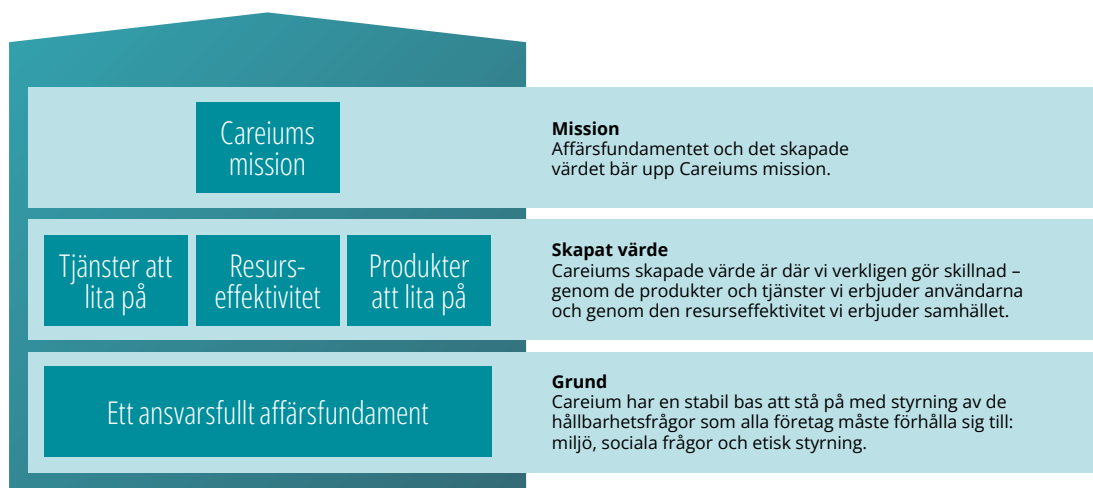 Careiums
mission
Mission
Affärsfundamentet och det skapade
värdet bär upp Careiums mission.
Tjänster att
lita på
Resurs-
effektivitet
Produkter
att lita på
Skapat värde
Careiums skapade värde är där vi verkligen gör skillnad –
genom de produkter och tjänster vi erbjuder användarna
och genom den resurseffektivitet vi erbjuder samhället.
Ett ansvarsfullt affärsfundament
Grund
Careium har en stabil bas att stå på med styrning av de
hållbarhetsfrågor som alla företag måste förhålla sig till:
miljö, sociala frågor och etisk styrning.